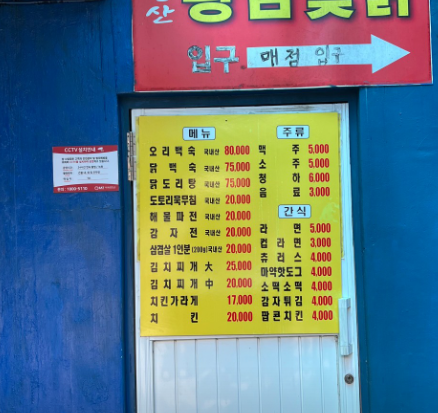 산
입구 매점 입구
CCTV 설치안내
메뉴
오리백숙 국내산 80.000
닭백숙 국내산 75.000
닭도리탕 국내산 75.000
도토리묵무침 국내산 20.000
해물파전 국내산 20.000
감자전 국내산 20.000
삼겹살 1인분 (200g)국내산 20.000
김치찌개 大 25.000
김치찌개 中 20.000
치킨가라게 17.000
치킨 20.000
주류
맥주 5.000
소주 5.000
청하 6.000
음료 3.000
간식
라면 5.000
컵라면 3.000
츄러스 4.000
마약핫도그 4.000
소떡소떡 4.000
감자튀김 4.000
팝콘치킨 4.000